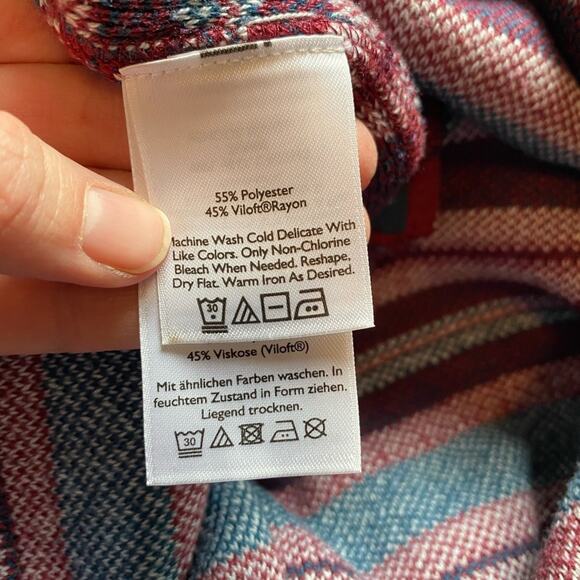 55% Polyester
45% Viloft®Rayon
Machine Wash Cold Delicate With
Like Colors. Only Non-Chlorine
Bleach When Needed. Reshape,
Dry Flat. Warm Iron As Desired.
30
45% Viskose (Viloft®)
Mit ähnlichen Farben waschen. In
feuchtem Zustand in Form ziehen.
Liegend trocknen.
30